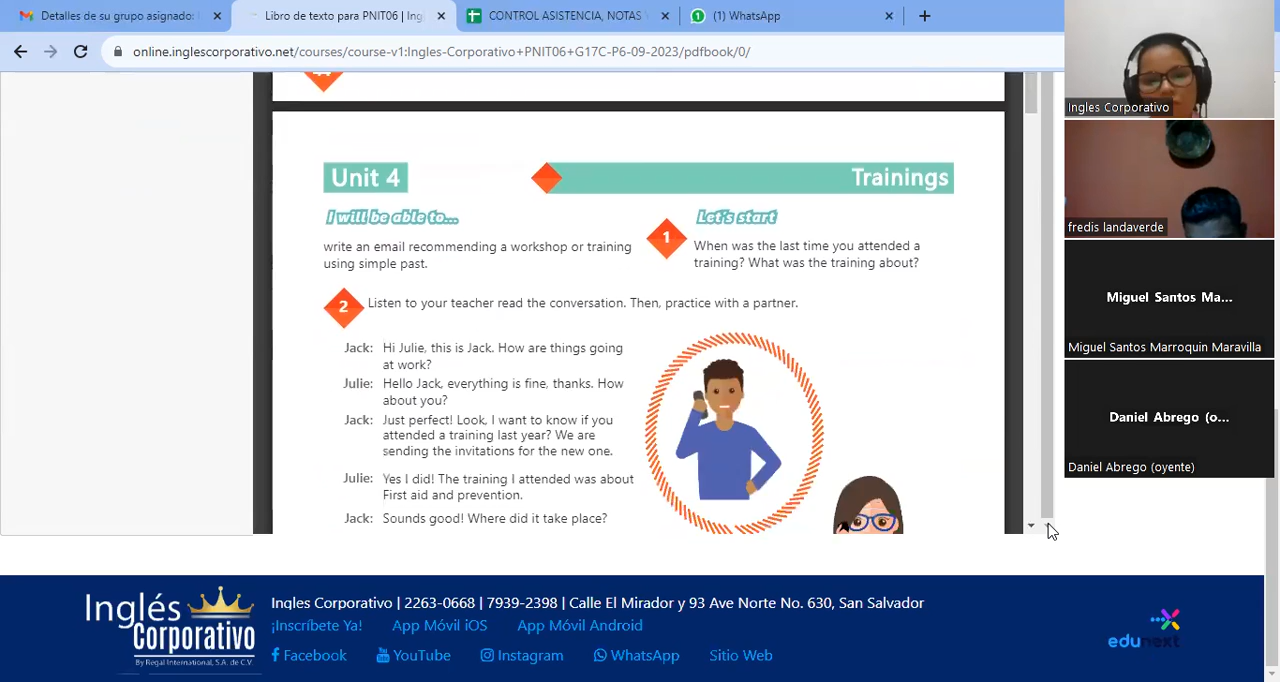 Detalles de su grupo asignado:
Libro de texto para PNIT06 | Ing
CONTROL ASISTENCIA, NOTAS
(1) WhatsApp
online.inglescorporativo.net/courses/course-v1:Ingles-Corporativo+PNIT06+G17C-P6-09-2023/pdfbook/0/
Unit 4
Trainings
I will be able to...
write an email recommending a workshop or training
using simple past.
Let's start
1
When was the last time you attended a
training? What was the training about?
2
Listen to your teacher read the conversation. Then, practice with a partner.
Jack: Hi Julie, this is Jack. How are things going
at work?
Julie: Hello Jack, everything is fine, thanks. How
about you?
Jack: Just perfect! Look, I want to know if you
attended a training last year? We are
sending the invitations for the new one.
Julie: Yes I did! The training I attended was about
First aid and prevention.
Jack: Sounds good! Where did it take place?
Ingles Corporativo
fredis landaverde
Miguel Santos Ma...
Miguel Santos Marroquin Maravilla
Daniel Abrego (o...
Daniel Abrego (oyente)
Inglés
Corporativo
By Regal International, S.A. de C.V.
Ingles Corporativo | 2263-0668 | 7939-2398 | Calle El Mirador y 93 Ave Norte No. 630, San Salvador
¡Inscríbete Ya! App Móvil iOS App Móvil Android
Facebook YouTube Instagram WhatsApp Sitio Web
edunext